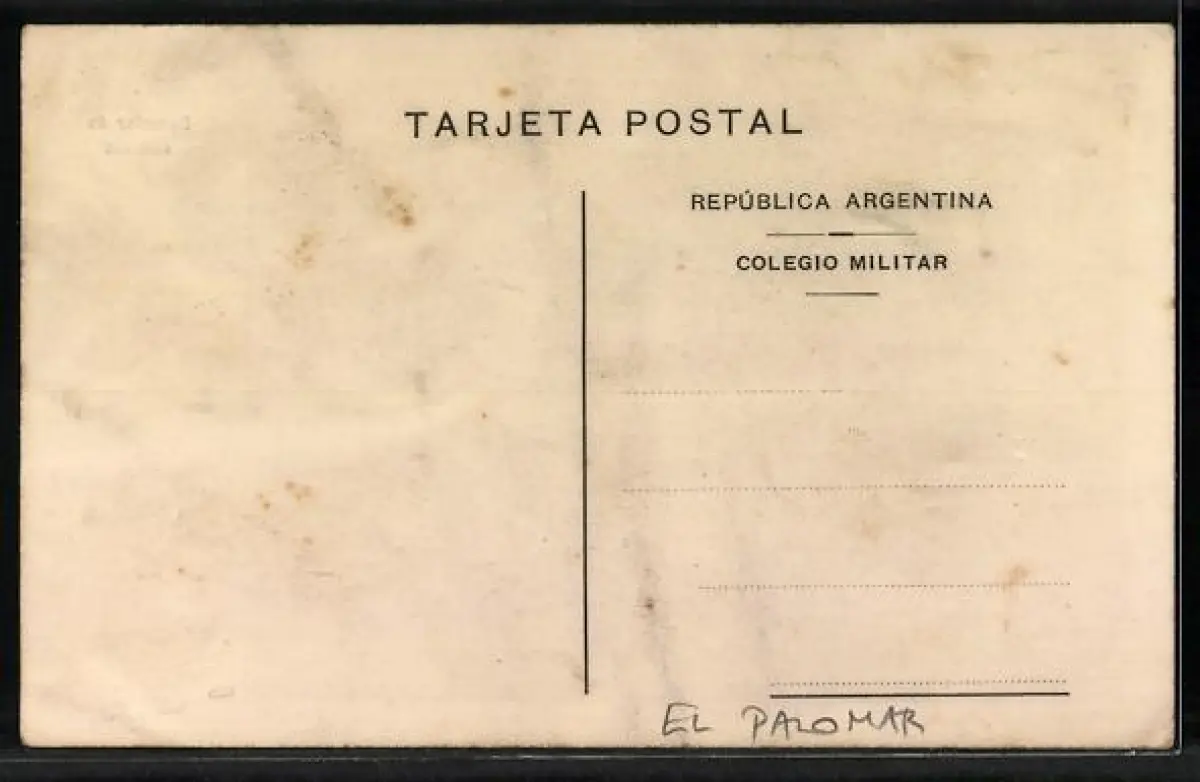 TARJETA POSTAL
REPÚBLICA ARGENTINA
COLEGIO MILITAR
EL PALOMAR